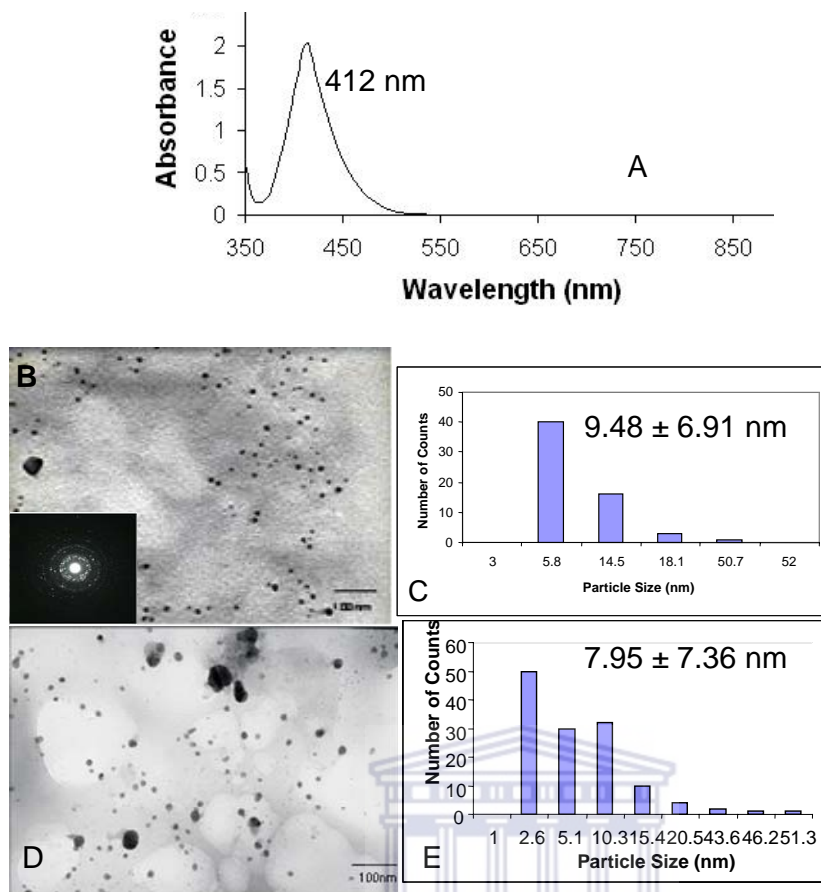 2
1.5
1
0.5
0
Absorbance
412 nm
A
350 450 550 650 750 850
Wavelength (nm)
B
50
40
30
20
10
0
Number of Counts
9.48 ± 6.91 nm
3 5.8 14.5 18.1 50.7 52
Particle Size (nm)
C
D
100nm
60
50
40
30
20
10
0
Number of Counts
7.95 ± 7.36 nm
1 2.6 5.1 10.3 15.4 20.5 43.6 46.2 51.3
Particle Size (nm)
E